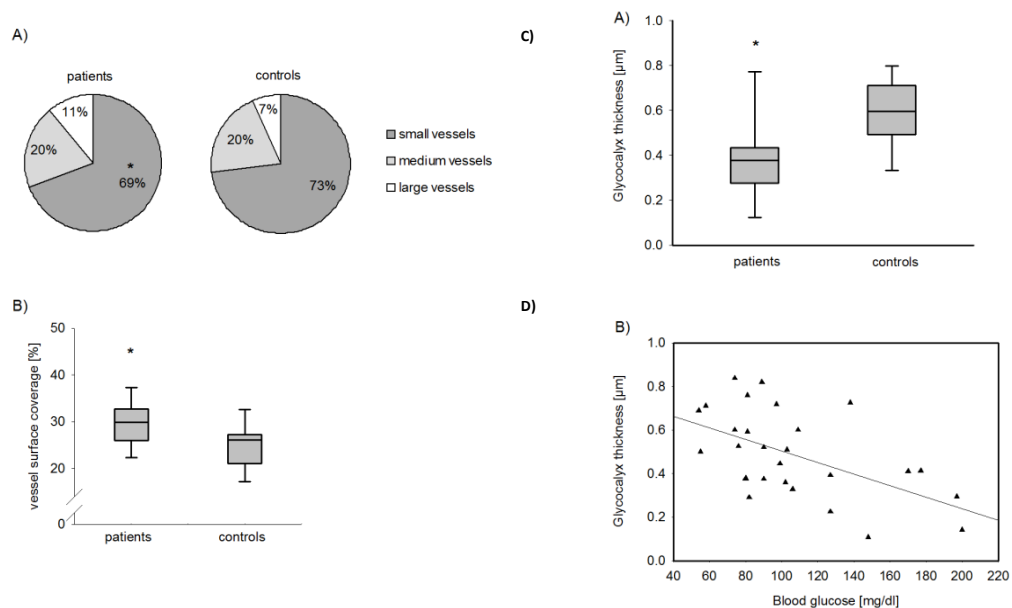 A)
patients
controls
11%
20%
*
69%
7%
20%
73%
small vessels
medium vessels
large vessels
B)
vessel surface coverage [%]
50
40
30
20
0
*
patients
controls
C)
A)
Glycocalyx thickness [µm]
1.0
0.8
0.6
0.4
0.2
0.0
*
patients
controls
D)
B)
Glycocalyx thickness [µm]
1.0
0.8
0.6
0.4
0.2
0.0
40 60 80 100 120 140 160 180 200 220
Blood glucose [mg/dl]